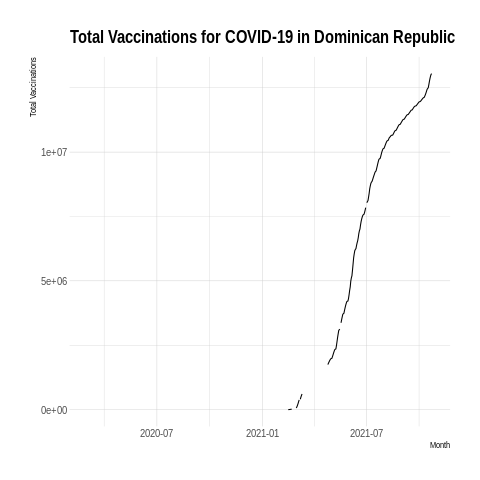 Total Vaccinations for COVID-19 in Dominican Republic
Total Vaccinations
1e+07
5e+06
0e+00
2020-07 2021-01 2021-07
Month